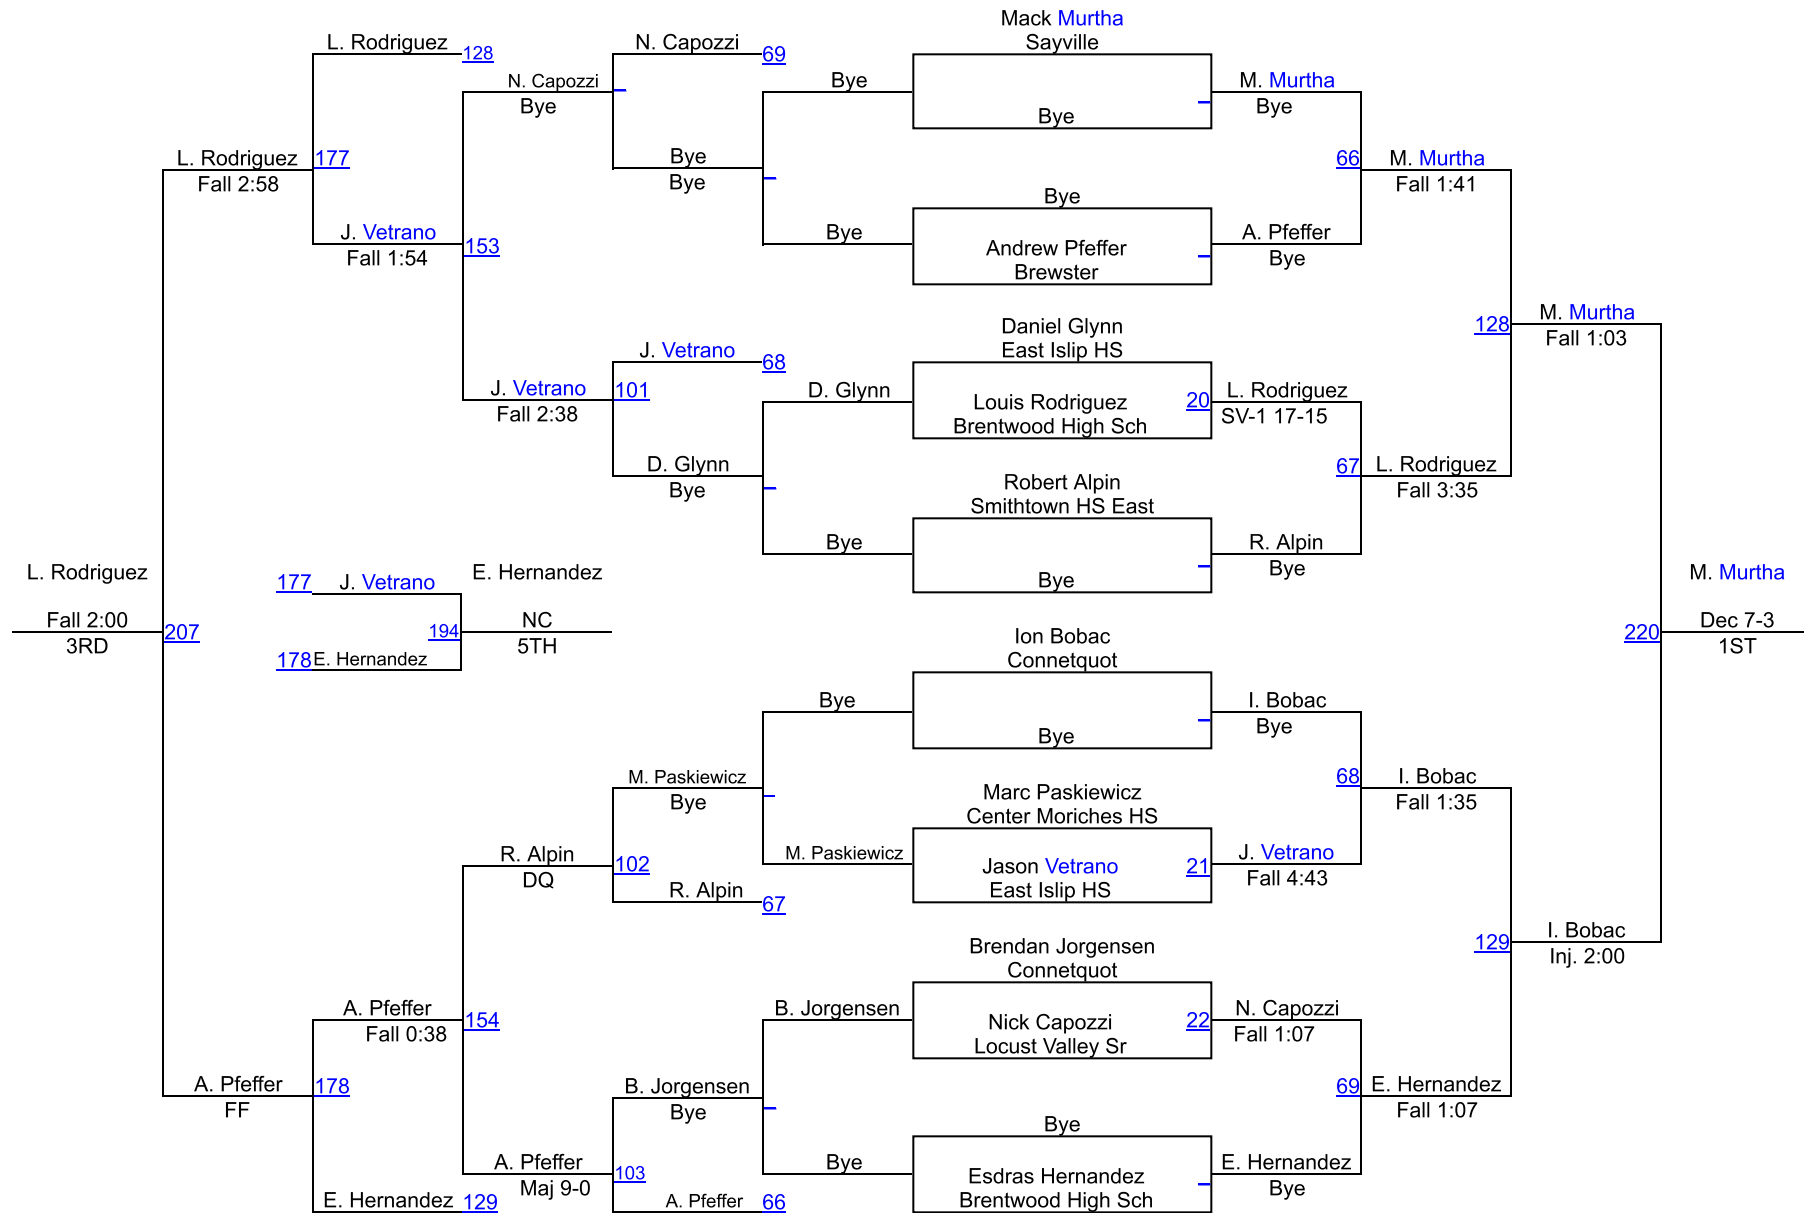 Mack Murtha
Sayville
L. Rodriguez
128
N. Capozzi
69
N. Capozzi
Bye
Bye
M. Murtha
Bye
Bye
L. Rodriguez
177
Fall 2:58
Bye
Bye
66
M. Murtha
Fall 1:41
Bye
J. Vetrano
Fall 1:54
153
Bye
Andrew Pfeffer
Brewster
A. Pfeffer
Bye
Daniel Glynn
East Islip HS
128
M. Murtha
Fall 1:03
J. Vetrano
68
J. Vetrano
Fall 2:38
101
D. Glynn
Louis Rodriguez
Brentwood High Sch
20
L. Rodriguez
SV-1 17-15
D. Glynn
Bye
Robert Alpin
Smithtown HS East
67
L. Rodriguez
Fall 3:35
Bye
Bye
R. Alpin
Bye
L. Rodriguez
Fall 2:00
3RD
207
177
J. Vetrano
178
E. Hernandez
194
E. Hernandez
NC
5TH
M. Murtha
220
Dec 7-3
1ST
Ion Bobac
Connetquot
Bye
Bye
I. Bobac
Bye
M. Paskiewicz
Bye
Marc Paskiewicz
Center Moriches HS
68
I. Bobac
Fall 1:35
R. Alpin
DQ
102
M. Paskiewicz
Jason Vetrano
East Islip HS
21
J. Vetrano
Fall 4:43
R. Alpin
67
Brendan Jorgensen
Connetquot
129
I. Bobac
Inj. 2:00
A. Pfeffer
Fall 0:38
154
B. Jorgensen
Nick Capozzi
Locust Valley Sr
22
N. Capozzi
Fall 1:07
A. Pfeffer
FF
178
B. Jorgensen
Bye
69
E. Hernandez
Fall 1:07
Bye
A. Pfeffer
Maj 9-0
103
Bye
Esdras Hernandez
Brentwood High Sch
E. Hernandez
Bye
E. Hernandez
129
A. Pfeffer
66